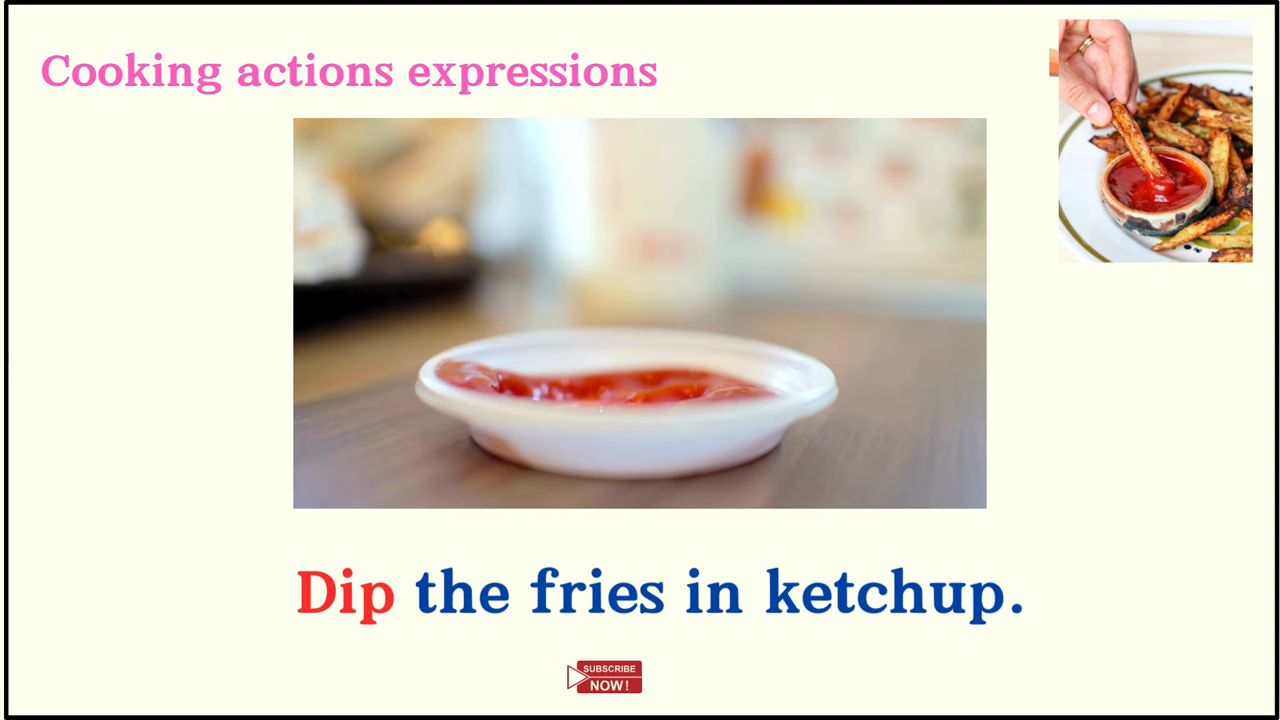 Cooking actions expressions
Dip the fries in ketchup.
SUBSCRIBE
NOW!